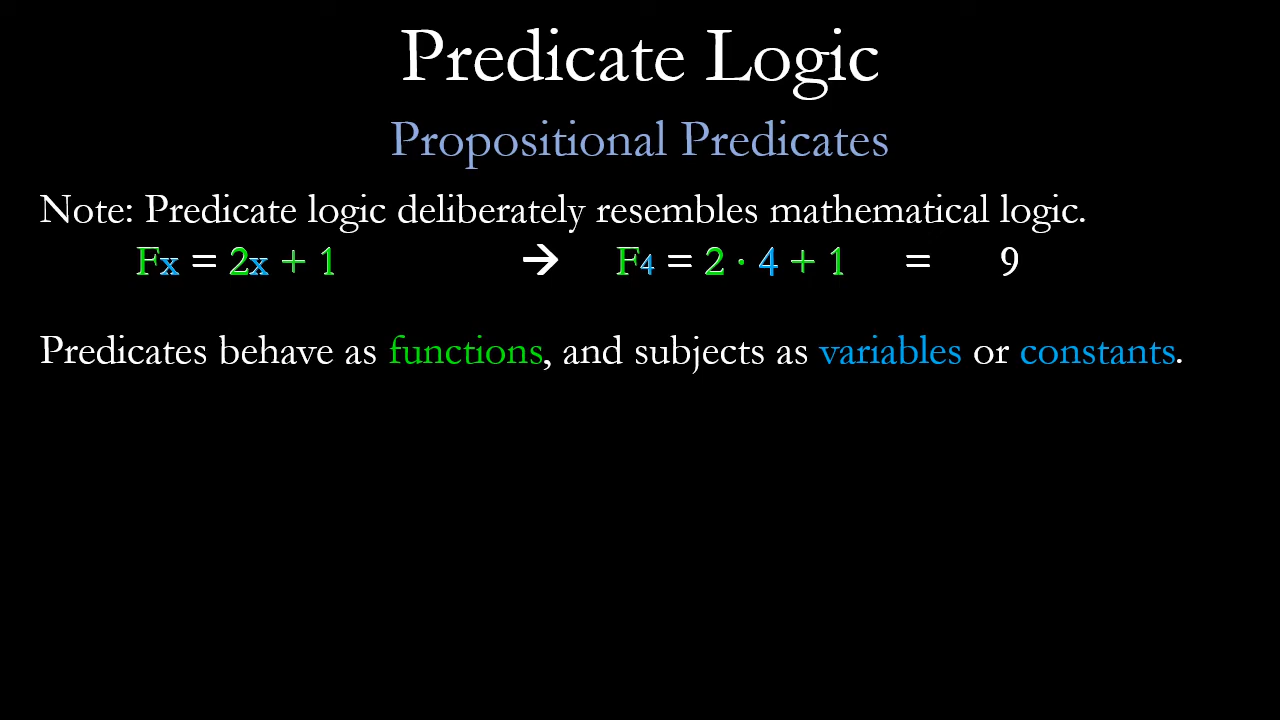 Predicate Logic
Propositional Predicates
Note: Predicate logic deliberately resembles mathematical logic.
Fx = 2x + 1 → F4 = 2 · 4 + 1 = 9
Predicates behave as functions, and subjects as variables or constants.